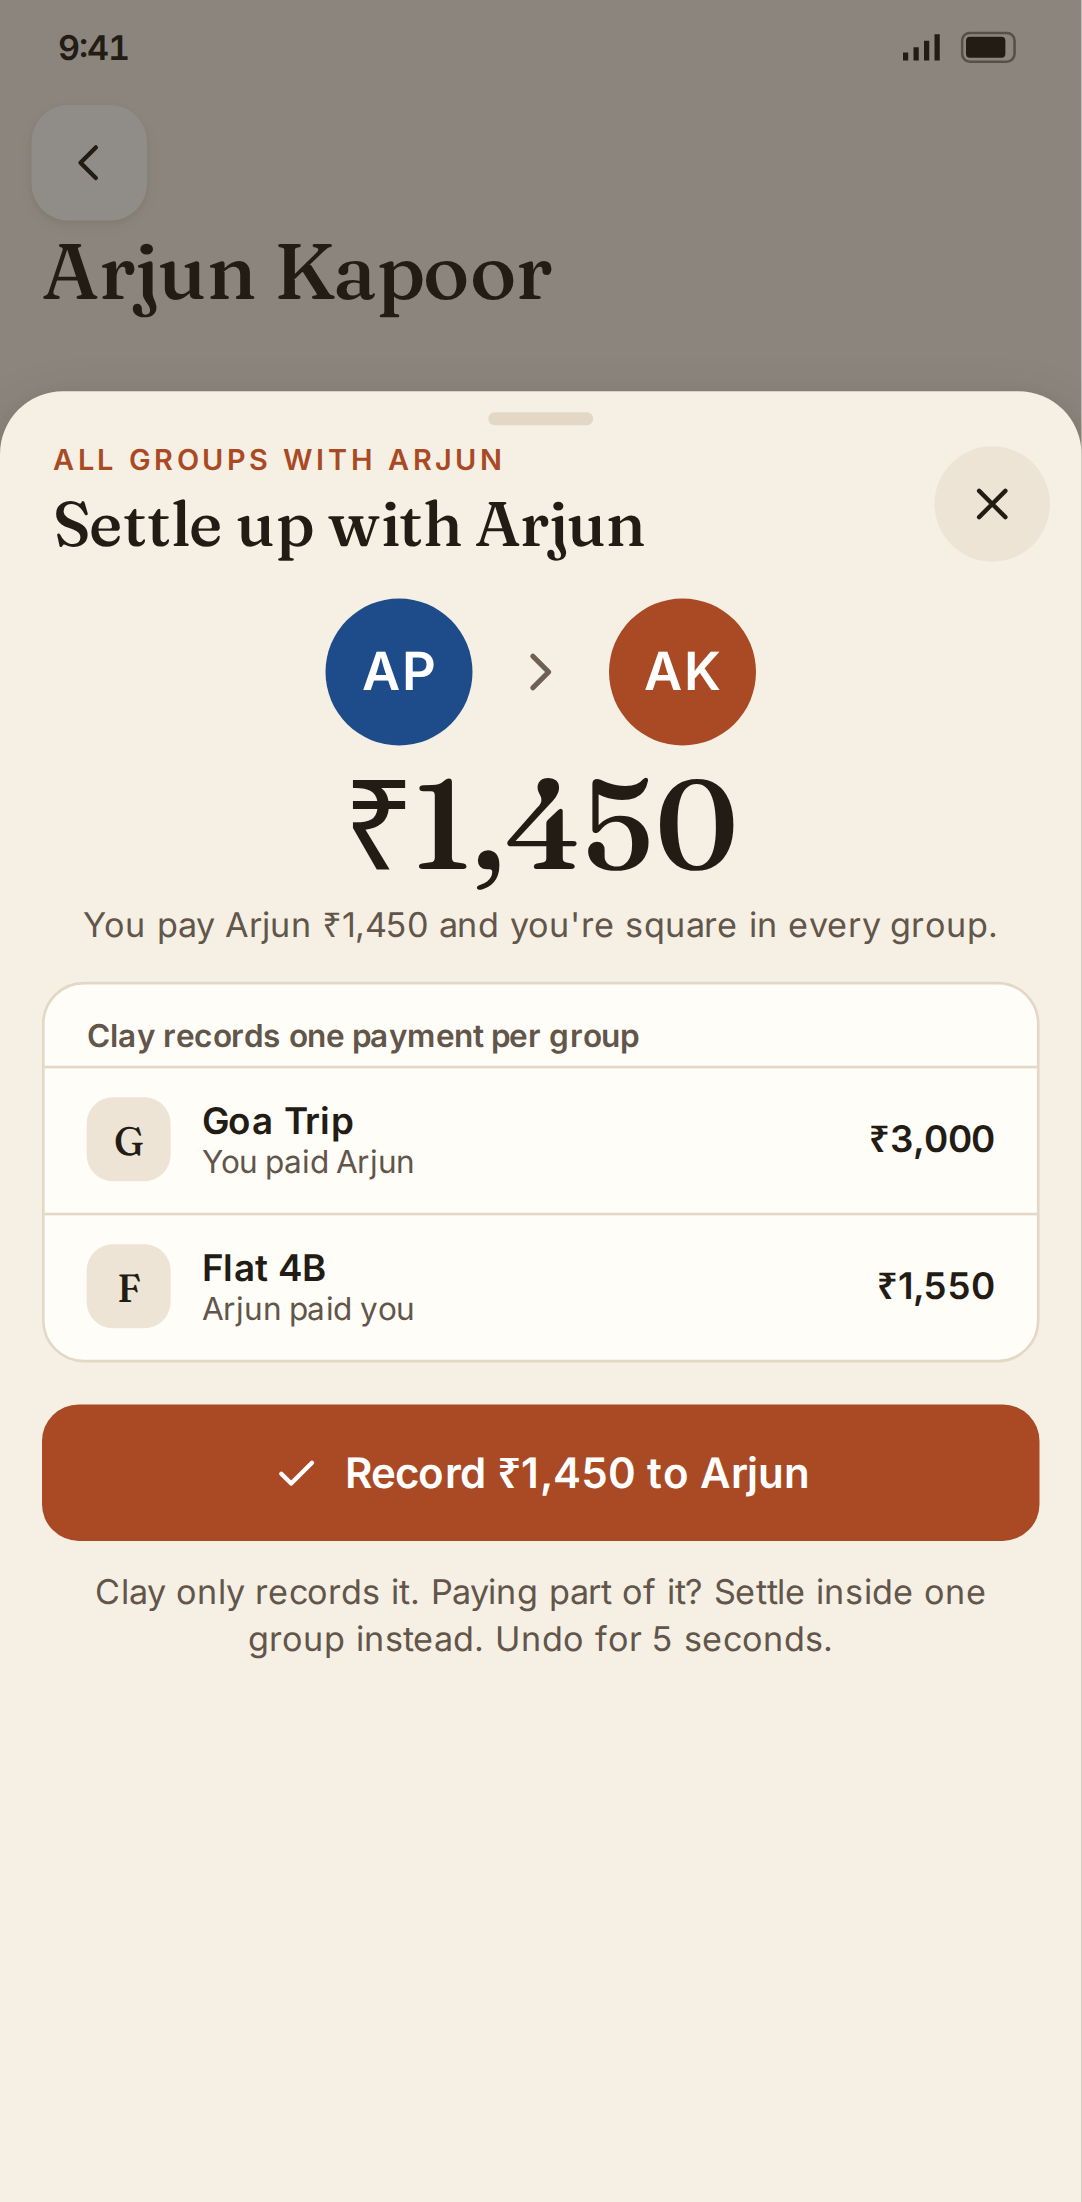 9:41
Arjun Kapoor
ALL GROUPS WITH ARJUN
Settle up with Arjun
AP
AK
₹1,450
You pay Arjun ₹1,450 and you're square in every group.
Clay records one payment per group
G
Goa Trip
You paid Arjun
₹3,000
F
Flat 4B
Arjun paid you
₹1,550
Record ₹1,450 to Arjun
Clay only records it. Paying part of it? Settle inside one
group instead. Undo for 5 seconds.